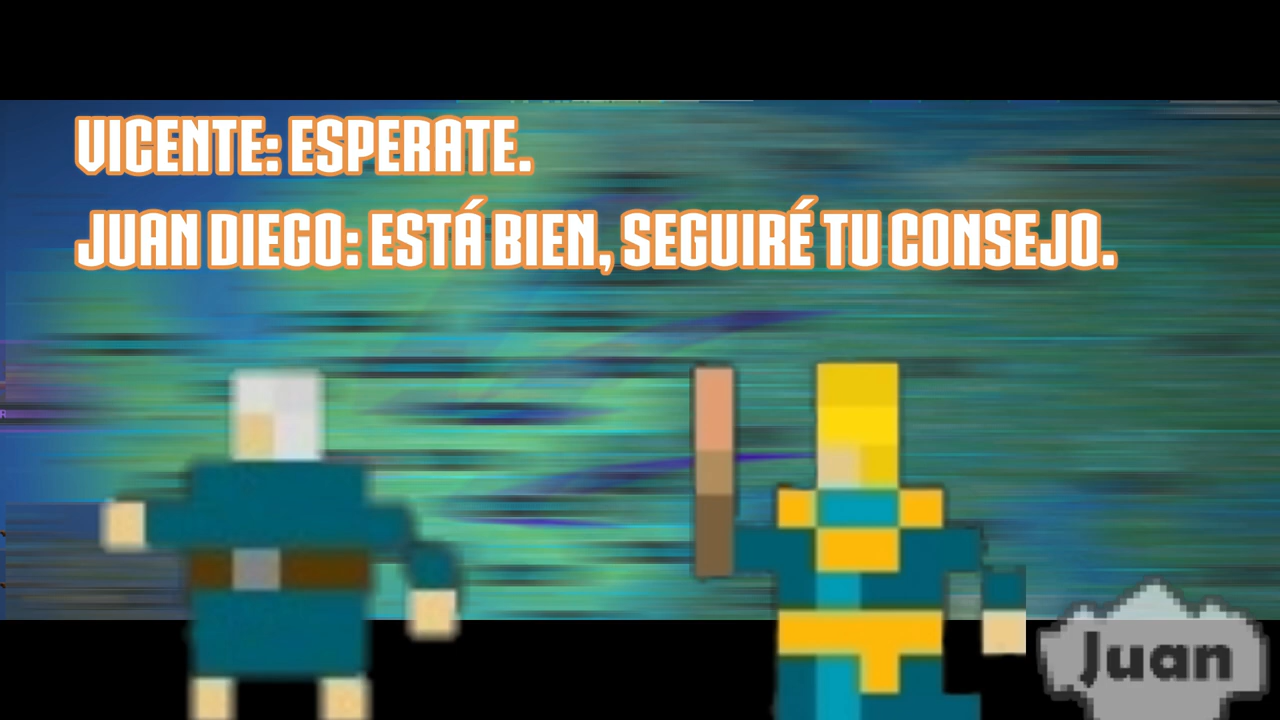 VICENTE: ESPERATE.
JUAN DIEGO: ESTÁ BIEN, SEGUIRÉ TU CONSEJO.
Juan